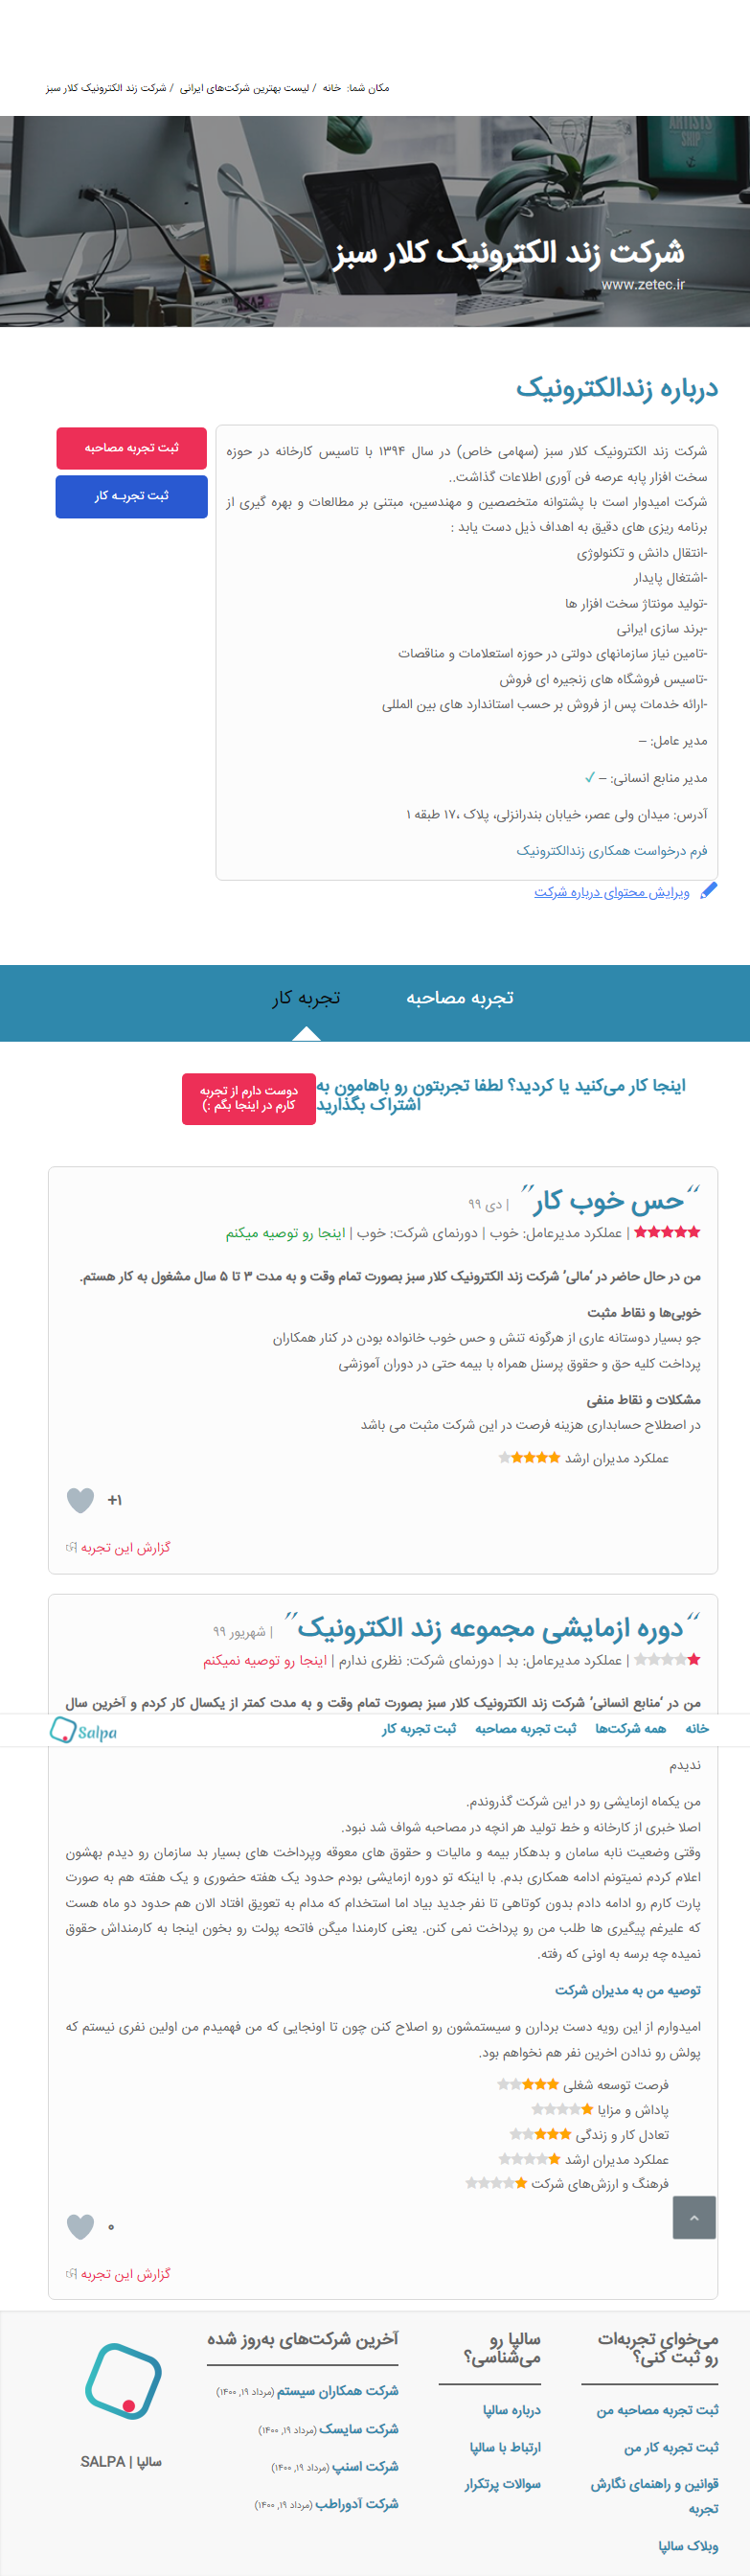 مکان شما: خانه / لیست بهترین شرکت‌های ایرانی / شرکت زند الکترونیک کلار سبز
ARTISTS
SHIP
شرکت زند الکترونیک کلار سبز
www.zetec.ir
درباره زندالکترونیک
شرکت زند الکترونیک کلار سبز (سهامی خاص) در سال ۱۳۹۴ با تاسیس کارخانه در حوزه
سخت افزار پابه عرصه فن آوری اطلاعات گذاشت..
شرکت امیدوار است با پشتوانه متخصصین و مهندسین، مبتنی بر مطالعات و بهره گیری از
برنامه ریزی های دقیق به اهداف ذیل دست یابد :
-انتقال دانش و تکنولوژی
-اشتغال پایدار
-تولید مونتاژ سخت افزار ها
-برند سازی ایرانی
-تامین نیاز سازمانهای دولتی در حوزه استعلامات و مناقصات
-تاسیس فروشگاه های زنجیره ای فروش
-ارائه خدمات پس از فروش بر حسب استاندارد های بین المللی
مدیر عامل: –
مدیر منابع انسانی: – ✓
آدرس: میدان ولی عصر، خیابان بندرانزلی، پلاک ۱۷، طبقه ۱
فرم درخواست همکاری زندالکترونیک
ویرایش محتوای درباره شرکت
ثبت تجربه مصاحبه
ثبت تجربـه کار
تجربه مصاحبه
تجربه کار
اینجا کار می‌کنید یا کردید؟ لطفا تجربتون رو باهامون به
اشتراک بگذارید
دوست دارم از تجربه
کارم در اینجا بگم :)
“حس خوب کار” | دی ۹۹
★★★★★ | عملکرد مدیرعامل: خوب | دورنمای شرکت: خوب | اینجا رو توصیه میکنم
من در حال حاضر در ‘مالی’ شرکت زند الکترونیک کلار سبز بصورت تمام وقت و به مدت ۳ تا ۵ سال مشغول به کار هستم.
خوبی‌ها و نقاط مثبت
جو بسیار دوستانه عاری از هرگونه تنش و حس خوب خانواده بودن در کنار همکاران
پرداخت کلیه حق و حقوق پرسنل همراه با بیمه حتی در دوران آموزشی
مشکلات و نقاط منفی
در اصطلاح حسابداری هزینه فرصت در این شرکت مثبت می باشد
عملکرد مدیران ارشد ★★★★★
+۱
گزارش این تجربه
“دوره ازمایشی مجموعه زند الکترونیک” | شهریور ۹۹
★★★★★ | عملکرد مدیرعامل: بد | دورنمای شرکت: نظری ندارم | اینجا رو توصیه نمیکنم
من در ‘منابع انسانی’ شرکت زند الکترونیک کلار سبز بصورت تمام وقت و به مدت کمتر از یکسال کار کردم و آخرین سال
خانه
همه شرکت‌ها
ثبت تجربه مصاحبه
ثبت تجربه کار
Salpa
ندیدم
من یکماه ازمایشی رو در این شرکت گذروندم.
اصلا خبری از کارخانه و خط تولید هر انچه در مصاحبه شواف شد نبود.
وقتی وضعیت نابه سامان و بدهکار بیمه و مالیات و حقوق های معوقه وپرداخت های بسیار بد سازمان رو دیدم بهشون
اعلام کردم نمیتونم ادامه همکاری بدم. با اینکه تو دوره ازمایشی بودم حدود یک هفته حضوری و یک هفته هم به صورت
پارت کارم رو ادامه دادم بدون کوتاهی تا نفر جدید بیاد اما استخدام که مدام به تعویق افتاد الان هم حدود دو ماه هست
که علیرغم پیگیری ها طلب من رو پرداخت نمی کنن. یعنی کارمندا میگن فاتحه پولت رو بخون اینجا به کارمنداش حقوق
نمیده چه برسه به اونی که رفته.
توصیه من به مدیران شرکت
امیدوارم از این رویه دست بردارن و سیستمشون رو اصلاح کنن چون تا اونجایی که من فهمیدم من اولین نفری نیستم که
پولش رو ندادن اخرین نفر هم نخواهم بود.
فرصت توسعه شغلی ★★★★★
پاداش و مزایا ★★★★★
تعادل کار و زندگی ★★★★★
عملکرد مدیران ارشد ★★★★★
فرهنگ و ارزش‌های شرکت ★★★★★
۰
گزارش این تجربه
می‌خوای تجربه‌ات
رو ثبت کنی؟
ثبت تجربه مصاحبه من
ثبت تجربه کار من
قوانین و راهنمای نگارش
تجربه
وبلاک سالپا
سالپا رو
می‌شناسی؟
درباره سالپا
ارتباط با سالپا
سوالات پرتکرار
آخرین شرکت‌های به‌روز شده
شرکت همکاران سیستم (مرداد ۱۹, ۱۴۰۰)
شرکت سایسک (مرداد ۱۹, ۱۴۰۰)
شرکت اسنپ (مرداد ۱۹, ۱۴۰۰)
شرکت آدوراطب (مرداد ۱۹, ۱۴۰۰)
سالپا | SALPA